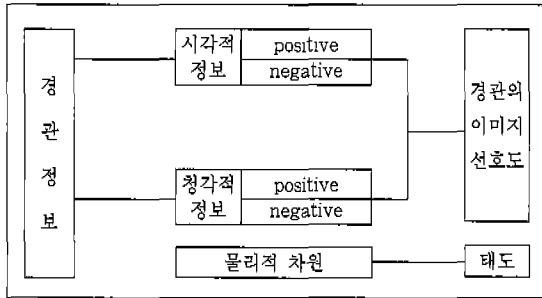 경관정보
시각적 정보
positive
negative
청각적 정보
positive
negative
경관의 이미지 선호도
물리적 차원
태도